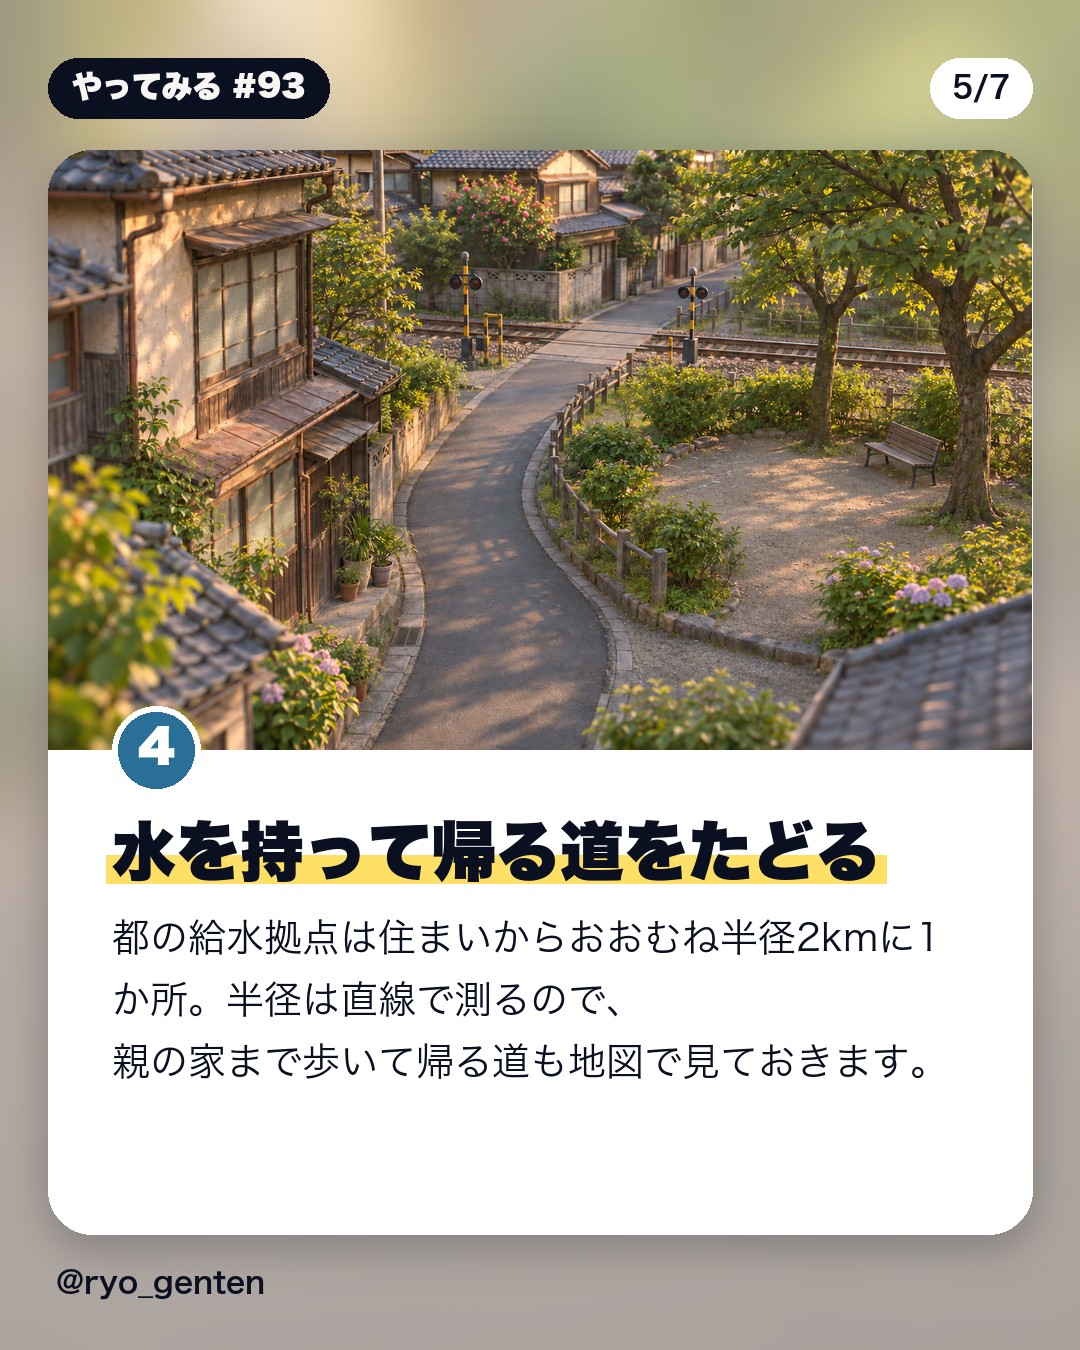 やってみる #93
5/7
4
水を持って帰る道をたどる
都の給水拠点は住まいからおおむね半径2kmに1
か所。半径は直線で測るので、
親の家まで歩いて帰る道も地図で見ておきます。
@ryo_genten